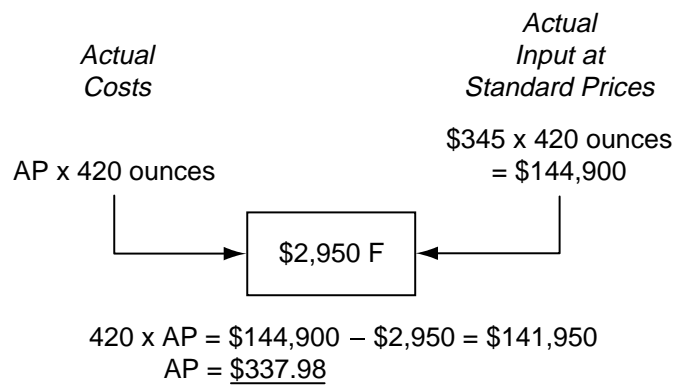 Actual
Costs
Actual
Input at
Standard Prices
AP x 420 ounces
$345 x 420 ounces
= $144,900
$2,950 F
420 x AP = $144,900 – $2,950 = $141,950
AP = $337.98